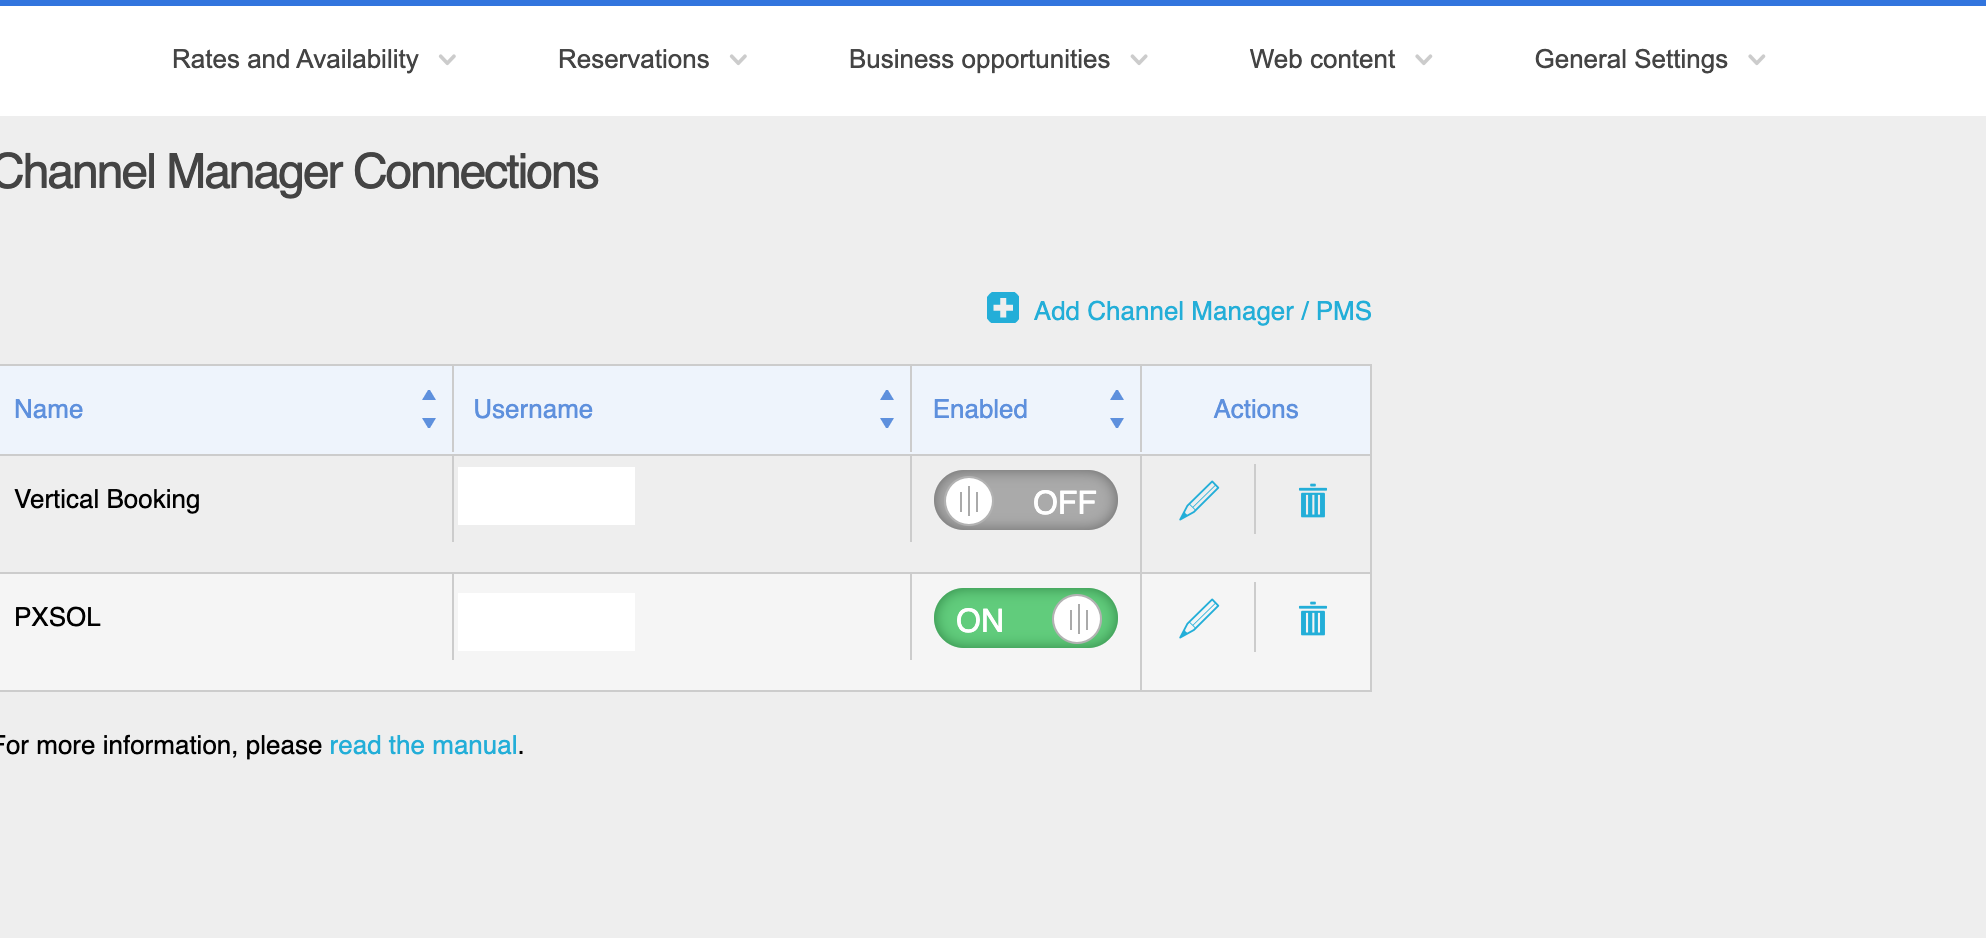 Rates and Availability Reservations Business opportunities Web content General Settings
Channel Manager Connections
Add Channel Manager / PMS
Name Username Enabled Actions
Vertical Booking OFF
PXSOL ON
For more information, please read the manual.